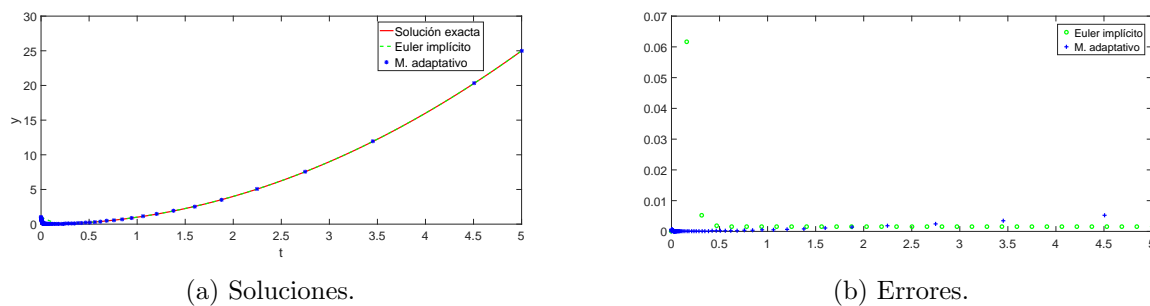 30
25
20
15
10
5
0
y
Solución exacta
Euler implícito
M. adaptativo
0 0.5 1 1.5 2 2.5 3 3.5 4 4.5 5
t
(a) Soluciones.
0.07
0.06
0.05
0.04
0.03
0.02
0.01
0
Euler implícito
M. adaptativo
0 0.5 1 1.5 2 2.5 3 3.5 4 4.5 5
(b) Errores.